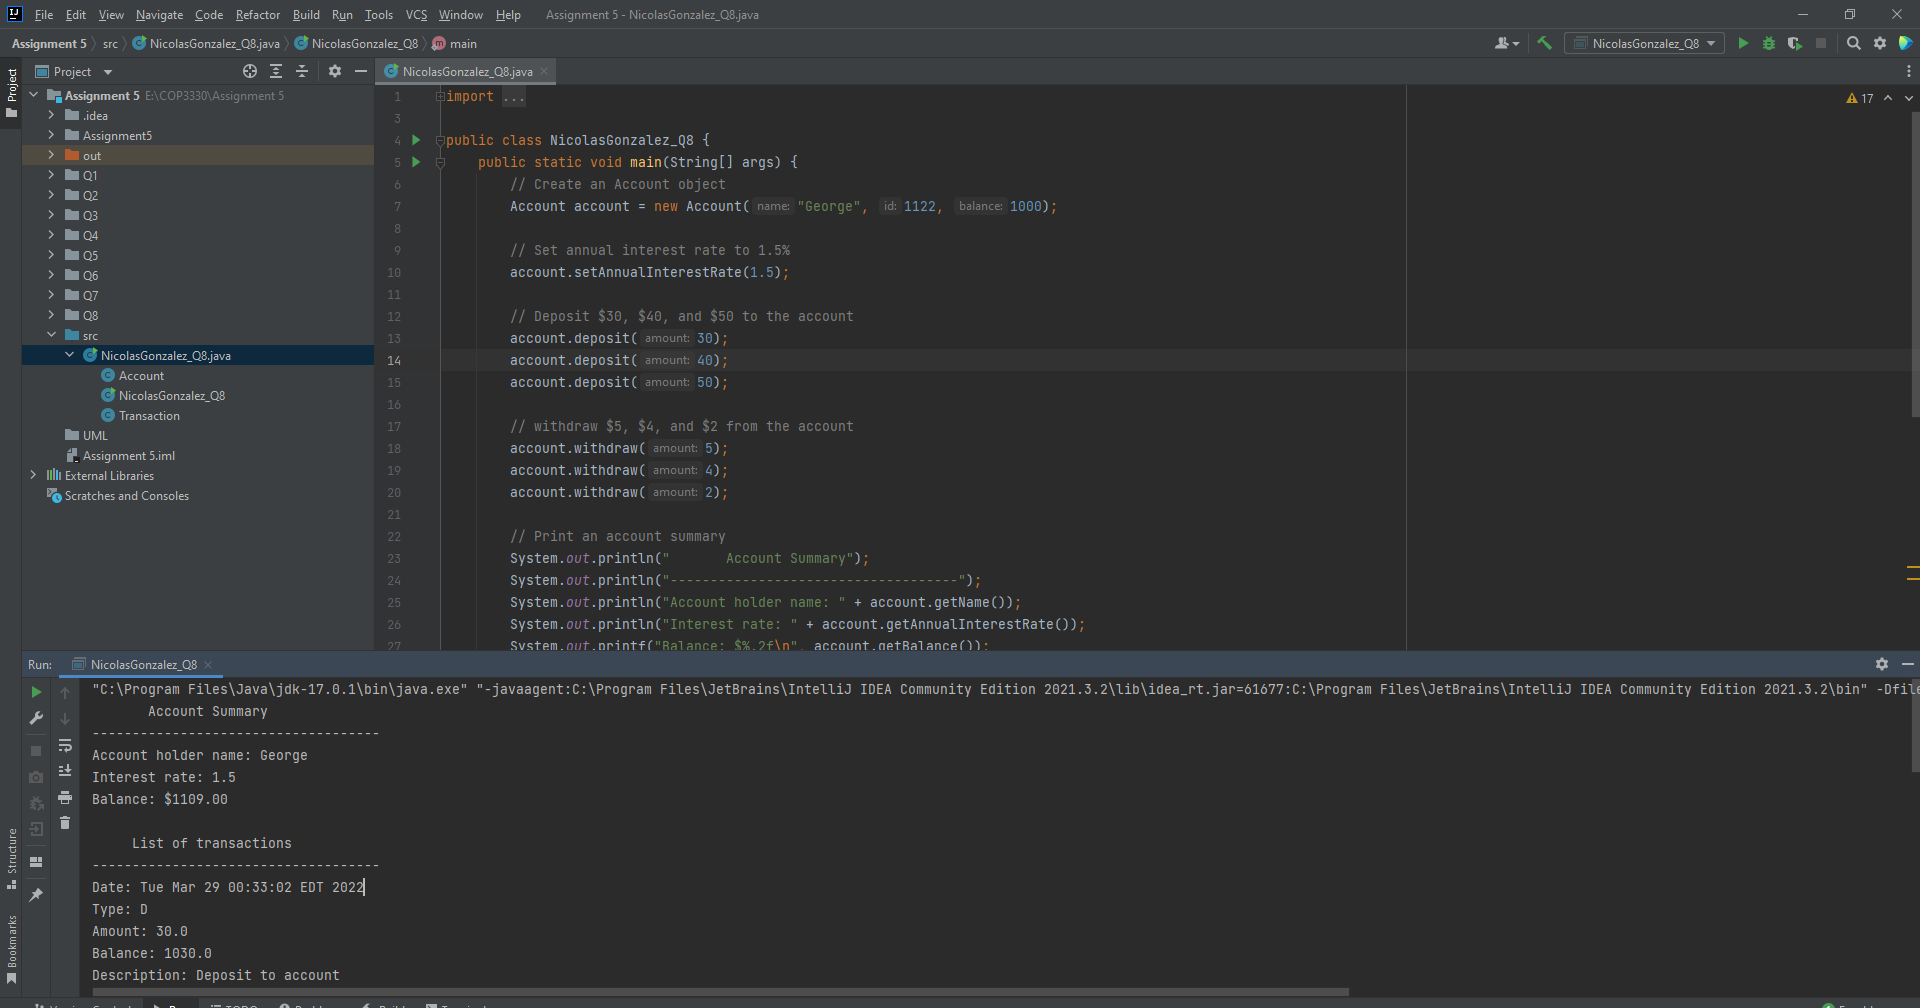 File Edit View Navigate Code Refactor Build Run Tools VCS Window Help Assignment 5 - NicolasGonzalez_Q8.java
Assignment 5 src NicolasGonzalez_Q8.java NicolasGonzalez_Q8 main NicolasGonzalez_Q8
Project NicolasGonzalez_Q8.java
Project
Assignment 5 E:\COP3330\Assignment 5
.idea
Assignment5
out
Q1
Q2
Q3
Q4
Q5
Q6
Q7
Q8
src
NicolasGonzalez_Q8.java
Account
NicolasGonzalez_Q8
Transaction
UML
Assignment 5.iml
External Libraries
Scratches and Consoles
17
1 import ...
3
4 public class NicolasGonzalez_Q8 {
5 public static void main(String[] args) {
6 // Create an Account object
7 Account account = new Account( name: "George", id: 1122, balance: 1000);
8
9 // Set annual interest rate to 1.5%
10 account.setAnnualInterestRate(1.5);
11
12 // Deposit $30, $40, and $50 to the account
13 account.deposit( amount: 30);
14 account.deposit( amount: 40);
15 account.deposit( amount: 50);
16
17 // withdraw $5, $4, and $2 from the account
18 account.withdraw( amount: 5);
19 account.withdraw( amount: 4);
20 account.withdraw( amount: 2);
21
22 // Print an account summary
23 System.out.println("       Account Summary");
24 System.out.println("------------------------------------");
25 System.out.println("Account holder name: " + account.getName());
26 System.out.println("Interest rate: " + account.getAnnualInterestRate());
27 System.out.printf("Balance: $%.2f\n", account.getBalance());
Run: NicolasGonzalez_Q8
"C:\Program Files\Java\jdk-17.0.1\bin\java.exe" "-javaagent:C:\Program Files\JetBrains\IntelliJ IDEA Community Edition 2021.3.2\lib\idea_rt.jar=61677:C:\Program Files\JetBrains\IntelliJ IDEA Community Edition 2021.3.2\bin" -Dfile
Account Summary
------------------------------------
Account holder name: George
Interest rate: 1.5
Balance: $1109.00
List of transactions
------------------------------------
Date: Tue Mar 29 00:33:02 EDT 2022
Type: D
Amount: 30.0
Balance: 1030.0
Description: Deposit to account
Structure
Bookmarks